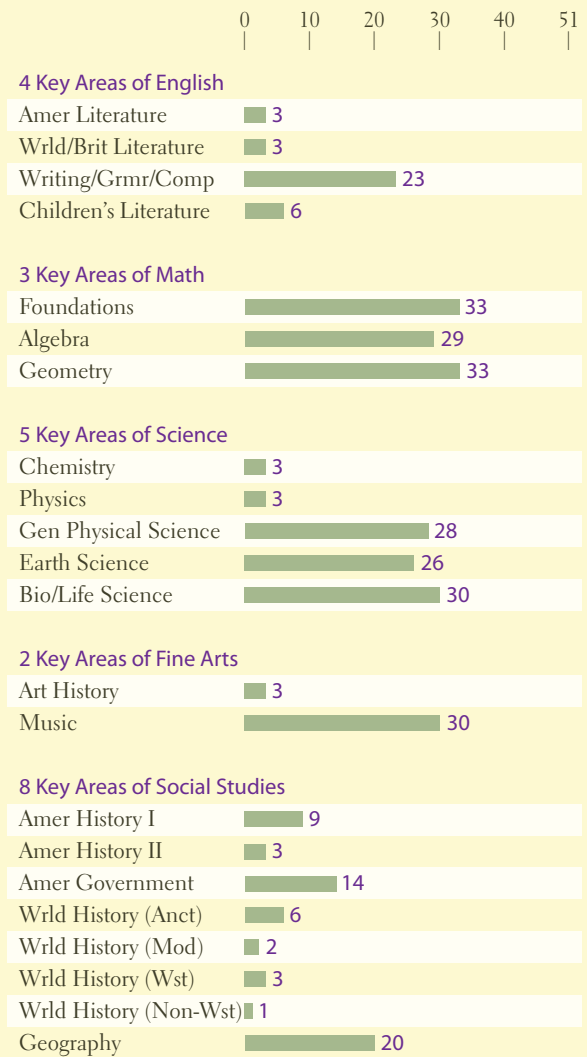 0 10 20 30 40 51
4 Key Areas of English
Amer Literature 3
Wrld/Brit Literature 3
Writing/Grmr/Comp 23
Children's Literature 6
3 Key Areas of Math
Foundations 33
Algebra 29
Geometry 33
5 Key Areas of Science
Chemistry 3
Physics 3
Gen Physical Science 28
Earth Science 26
Bio/Life Science 30
2 Key Areas of Fine Arts
Art History 3
Music 30
8 Key Areas of Social Studies
Amer History I 9
Amer History II 3
Amer Government 14
Wrld History (Anct) 6
Wrld History (Mod) 2
Wrld History (Wst) 3
Wrld History (Non-Wst) 1
Geography 20